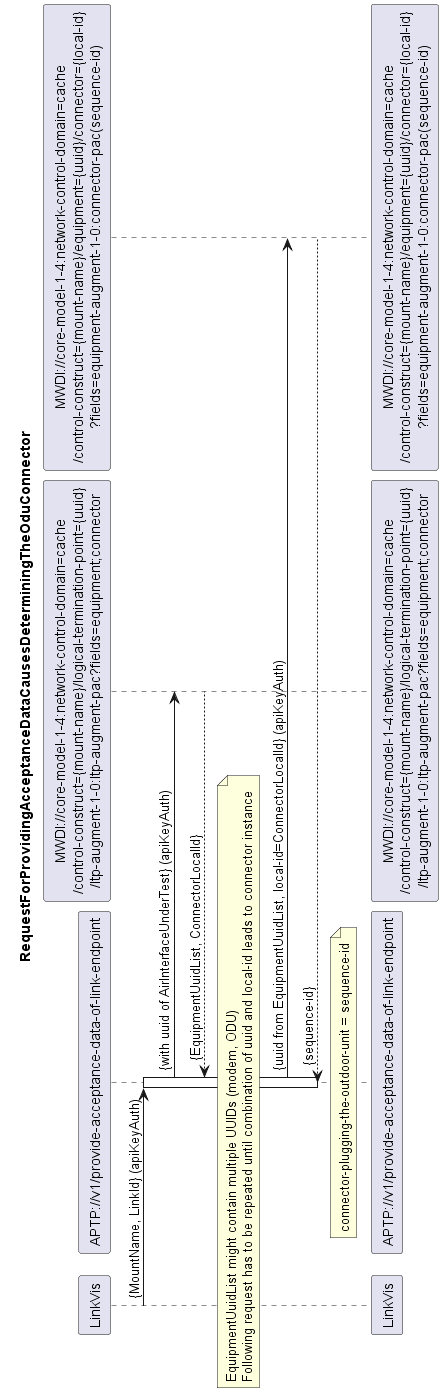 RequestForProvidingAcceptanceDataCausesDeterminingTheOduConnector
LinkVis
APTP://v1/provide-acceptance-data-of-link-endpoint
MWDI://core-model-1-4:network-control-domain=cache
/control-construct={mount-name}/logical-termination-point={uuid}
/ltp-augment-1-0:ltp-augment-pac?fields=equipment;connector
MWDI://core-model-1-4:network-control-domain=cache
/control-construct={mount-name}/equipment={uuid}/connector={local-id}
?fields=equipment-augment-1-0:connector-pac(sequence-id)
{MountName, LinkId} (apiKeyAuth)
{with uuid of AirInterfaceUnderTest} (apiKeyAuth)
{EquipmentUuidList, ConnectorLocalId}
EquipmentUuidList might contain multiple UUIDs (modem, ODU)
Following request has to be repeated until combination of uuid and local-id leads to connector instance
{uuid from EquipmentUuidList, local-id=ConnectorLocalId} (apiKeyAuth)
{sequence-id}
connector-plugging-the-outdoor-unit = sequence-id
LinkVis
APTP://v1/provide-acceptance-data-of-link-endpoint
MWDI://core-model-1-4:network-control-domain=cache
/control-construct={mount-name}/logical-termination-point={uuid}
/ltp-augment-1-0:ltp-augment-pac?fields=equipment;connector
MWDI://core-model-1-4:network-control-domain=cache
/control-construct={mount-name}/equipment={uuid}/connector={local-id}
?fields=equipment-augment-1-0:connector-pac(sequence-id)